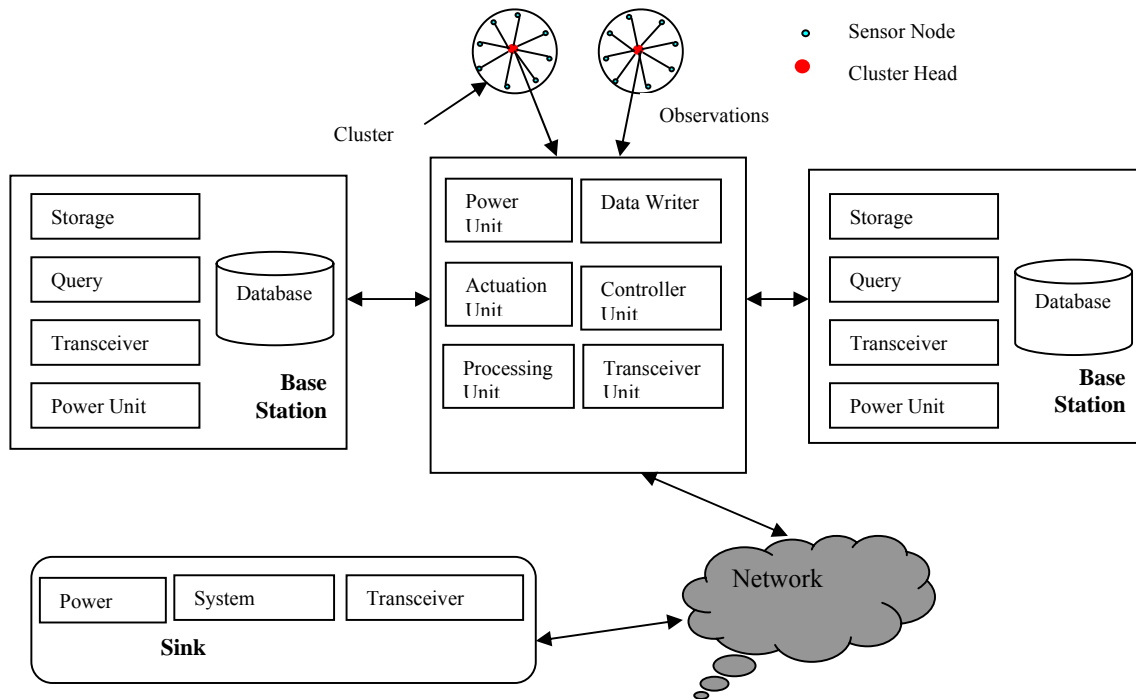 Sensor Node
Cluster Head
Cluster
Observations
Storage
Query
Transceiver
Power Unit
Database
Base
Station
Power
Unit
Data Writer
Actuation
Unit
Controller
Unit
Processing
Unit
Transceiver
Unit
Storage
Query
Transceiver
Power Unit
Database
Base
Station
Network
Power
System
Transceiver
Sink